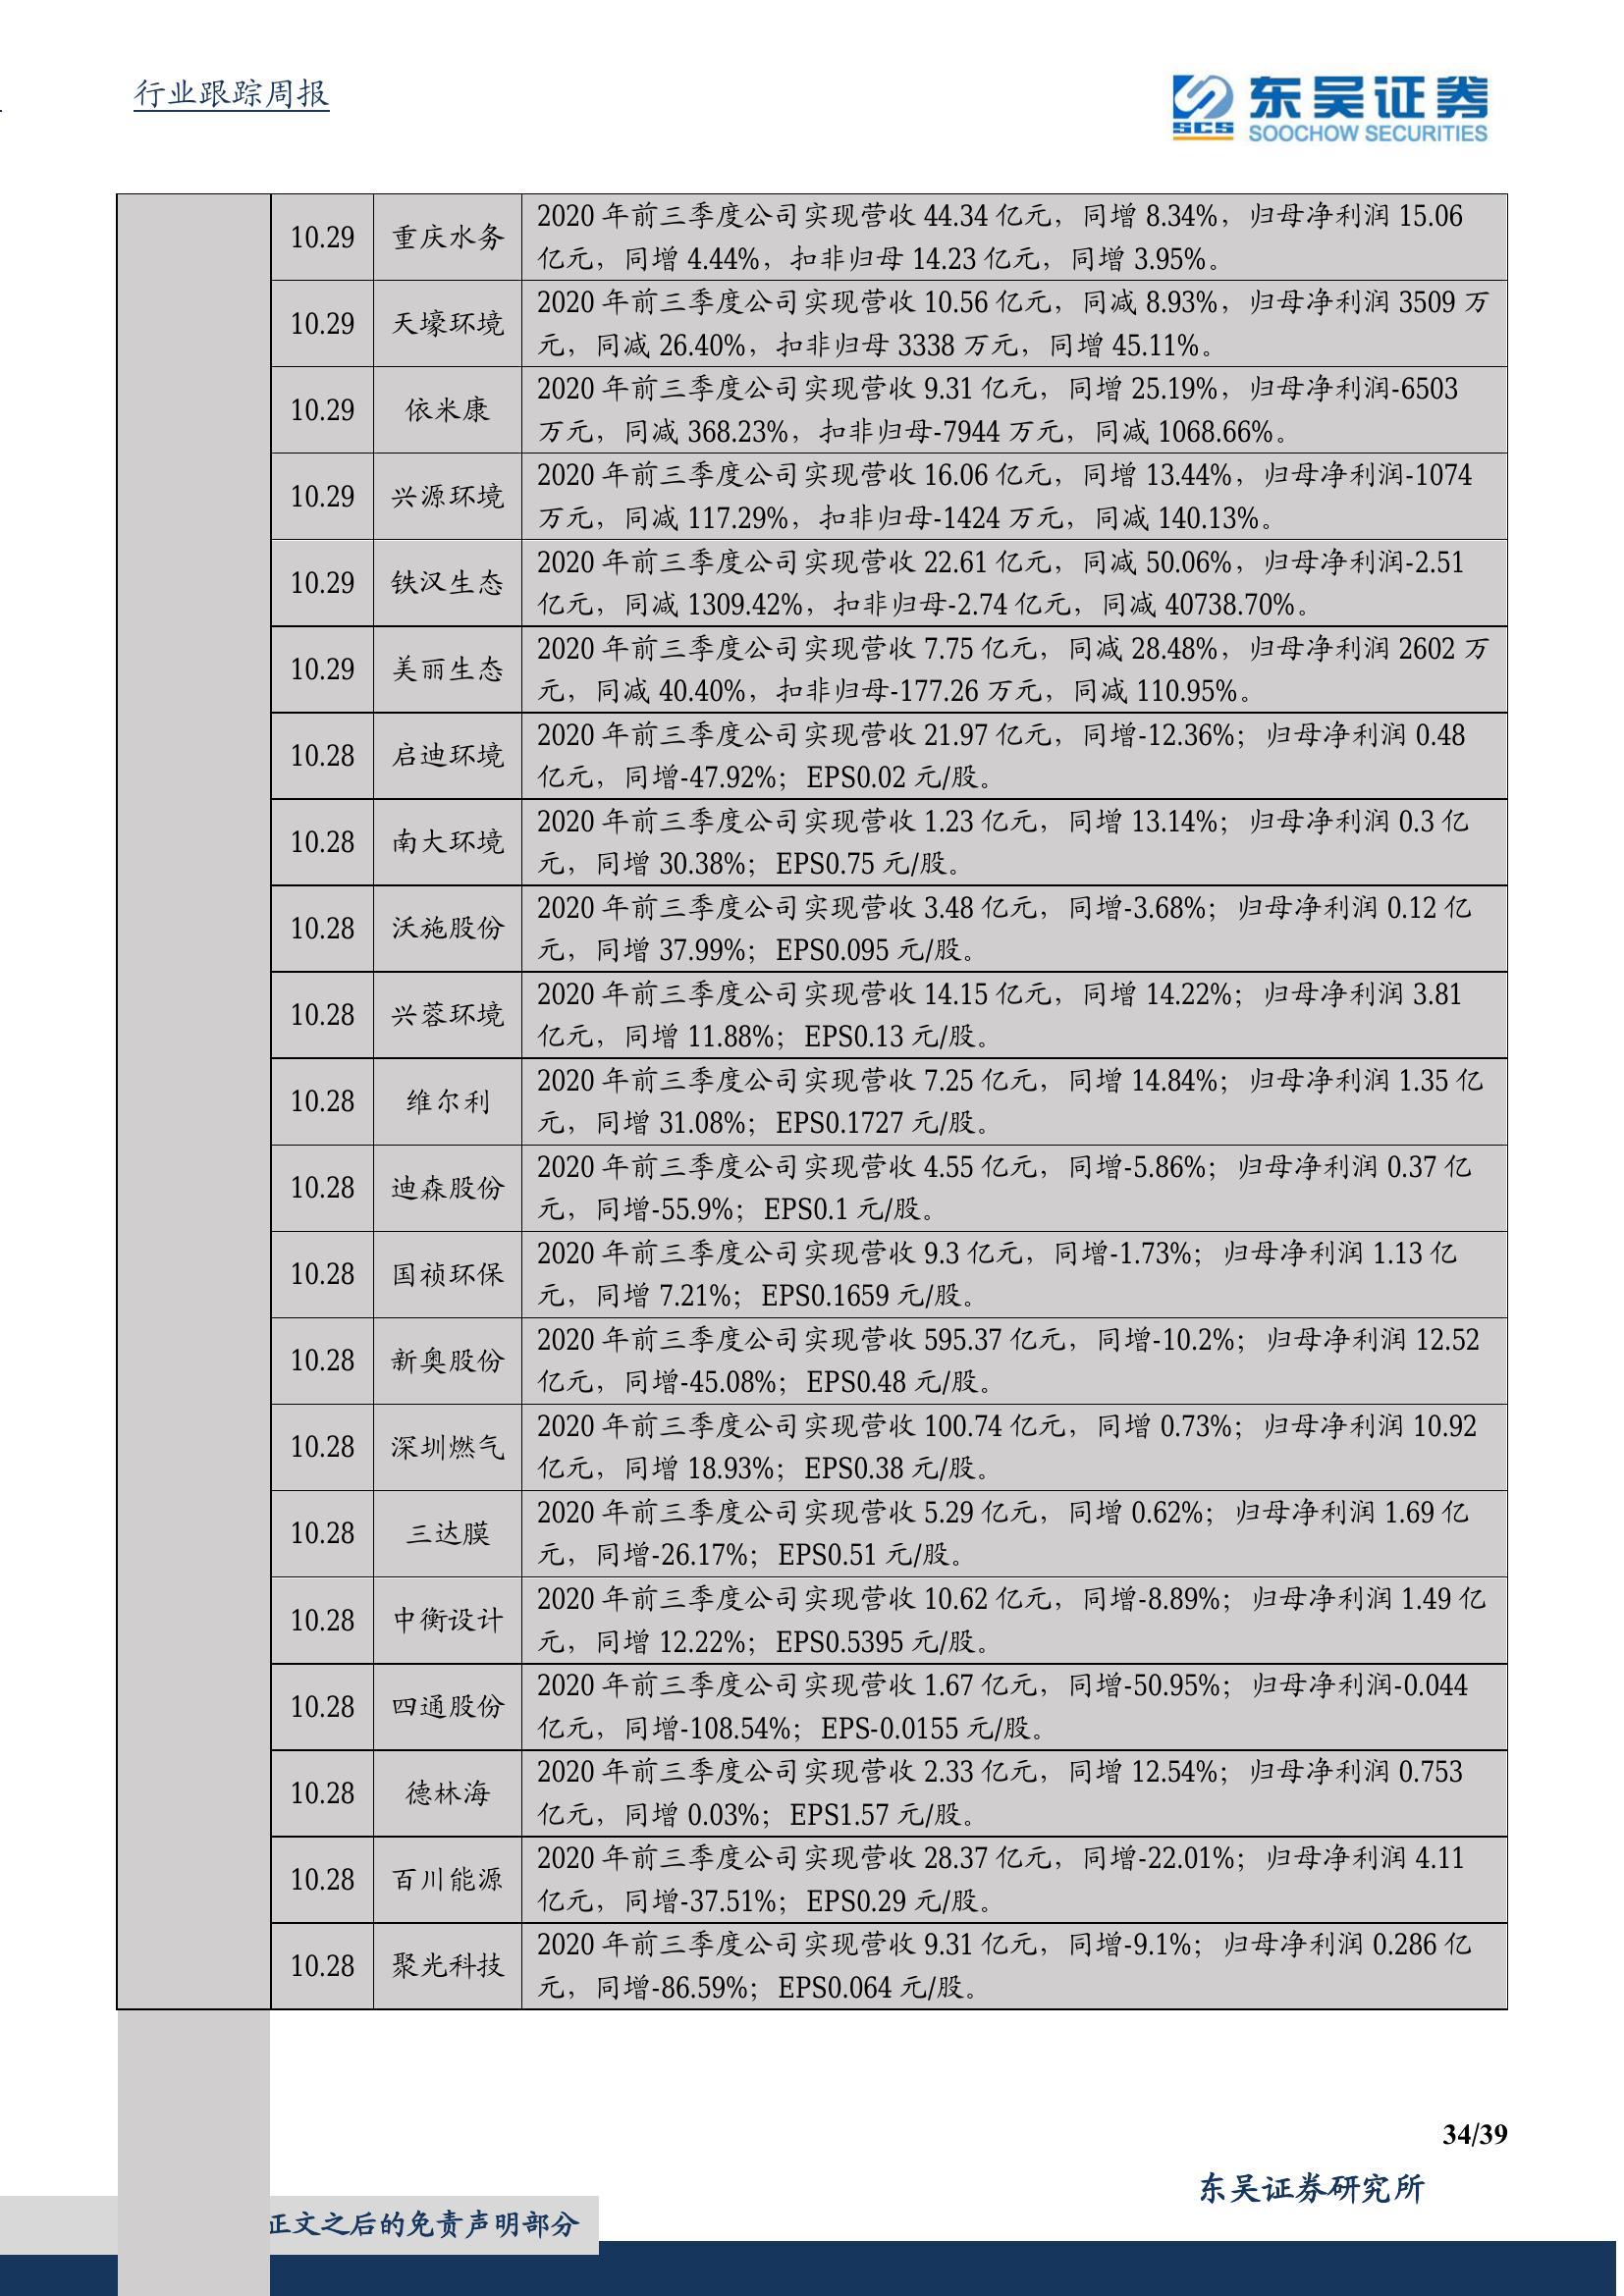 行业跟踪周报
东吴证券
SCS
SOOCHOW SECURITIES
10.29 重庆水务 2020 年前三季度公司实现营收 44.34 亿元，同增 8.34%，归母净利润 15.06
亿元，同增 4.44%，扣非归母 14.23 亿元，同增 3.95%。
10.29 天壕环境 2020 年前三季度公司实现营收 10.56 亿元，同减 8.93%，归母净利润 3509 万
元，同减 26.40%，扣非归母 3338 万元，同增 45.11%。
10.29 依米康 2020 年前三季度公司实现营收 9.31 亿元，同增 25.19%，归母净利润-6503
万元，同减 368.23%，扣非归母-7944 万元，同减 1068.66%。
10.29 兴源环境 2020 年前三季度公司实现营收 16.06 亿元，同增 13.44%，归母净利润-1074
万元，同减 117.29%，扣非归母-1424 万元，同减 140.13%。
10.29 铁汉生态 2020 年前三季度公司实现营收 22.61 亿元，同减 50.06%，归母净利润-2.51
亿元，同减 1309.42%，扣非归母-2.74 亿元，同减 40738.70%。
10.29 美丽生态 2020 年前三季度公司实现营收 7.75 亿元，同减 28.48%，归母净利润 2602 万
元，同减 40.40%，扣非归母-177.26 万元，同减 110.95%。
10.28 启迪环境 2020 年前三季度公司实现营收 21.97 亿元，同增-12.36%；归母净利润 0.48
亿元，同增-47.92%；EPS0.02 元/股。
10.28 南大环境 2020 年前三季度公司实现营收 1.23 亿元，同增 13.14%；归母净利润 0.3 亿
元，同增 30.38%；EPS0.75 元/股。
10.28 沃施股份 2020 年前三季度公司实现营收 3.48 亿元，同增-3.68%；归母净利润 0.12 亿
元，同增 37.99%；EPS0.095 元/股。
10.28 兴蓉环境 2020 年前三季度公司实现营收 14.15 亿元，同增 14.22%；归母净利润 3.81
亿元，同增 11.88%；EPS0.13 元/股。
10.28 维尔利 2020 年前三季度公司实现营收 7.25 亿元，同增 14.84%；归母净利润 1.35 亿
元，同增 31.08%；EPS0.1727 元/股。
10.28 迪森股份 2020 年前三季度公司实现营收 4.55 亿元，同增-5.86%；归母净利润 0.37 亿
元，同增-55.9%；EPS0.1 元/股。
10.28 国祯环保 2020 年前三季度公司实现营收 9.3 亿元，同增-1.73%；归母净利润 1.13 亿
元，同增 7.21%；EPS0.1659 元/股。
10.28 新奥股份 2020 年前三季度公司实现营收 595.37 亿元，同增-10.2%；归母净利润 12.52
亿元，同增-45.08%；EPS0.48 元/股。
10.28 深圳燃气 2020 年前三季度公司实现营收 100.74 亿元，同增 0.73%；归母净利润 10.92
亿元，同增 18.93%；EPS0.38 元/股。
10.28 三达膜 2020 年前三季度公司实现营收 5.29 亿元，同增 0.62%；归母净利润 1.69 亿
元，同增-26.17%；EPS0.51 元/股。
10.28 中衡设计 2020 年前三季度公司实现营收 10.62 亿元，同增-8.89%；归母净利润 1.49 亿
元，同增 12.22%；EPS0.5395 元/股。
10.28 四通股份 2020 年前三季度公司实现营收 1.67 亿元，同增-50.95%；归母净利润-0.044
亿元，同增-108.54%；EPS-0.0155 元/股。
10.28 德林海 2020 年前三季度公司实现营收 2.33 亿元，同增 12.54%；归母净利润 0.753
亿元，同增 0.03%；EPS1.57 元/股。
10.28 百川能源 2020 年前三季度公司实现营收 28.37 亿元，同增-22.01%；归母净利润 4.11
亿元，同增-37.51%；EPS0.29 元/股。
10.28 聚光科技 2020 年前三季度公司实现营收 9.31 亿元，同增-9.1%；归母净利润 0.286 亿
元，同增-86.59%；EPS0.064 元/股。
34/39
东吴证券研究所
正文之后的免责声明部分